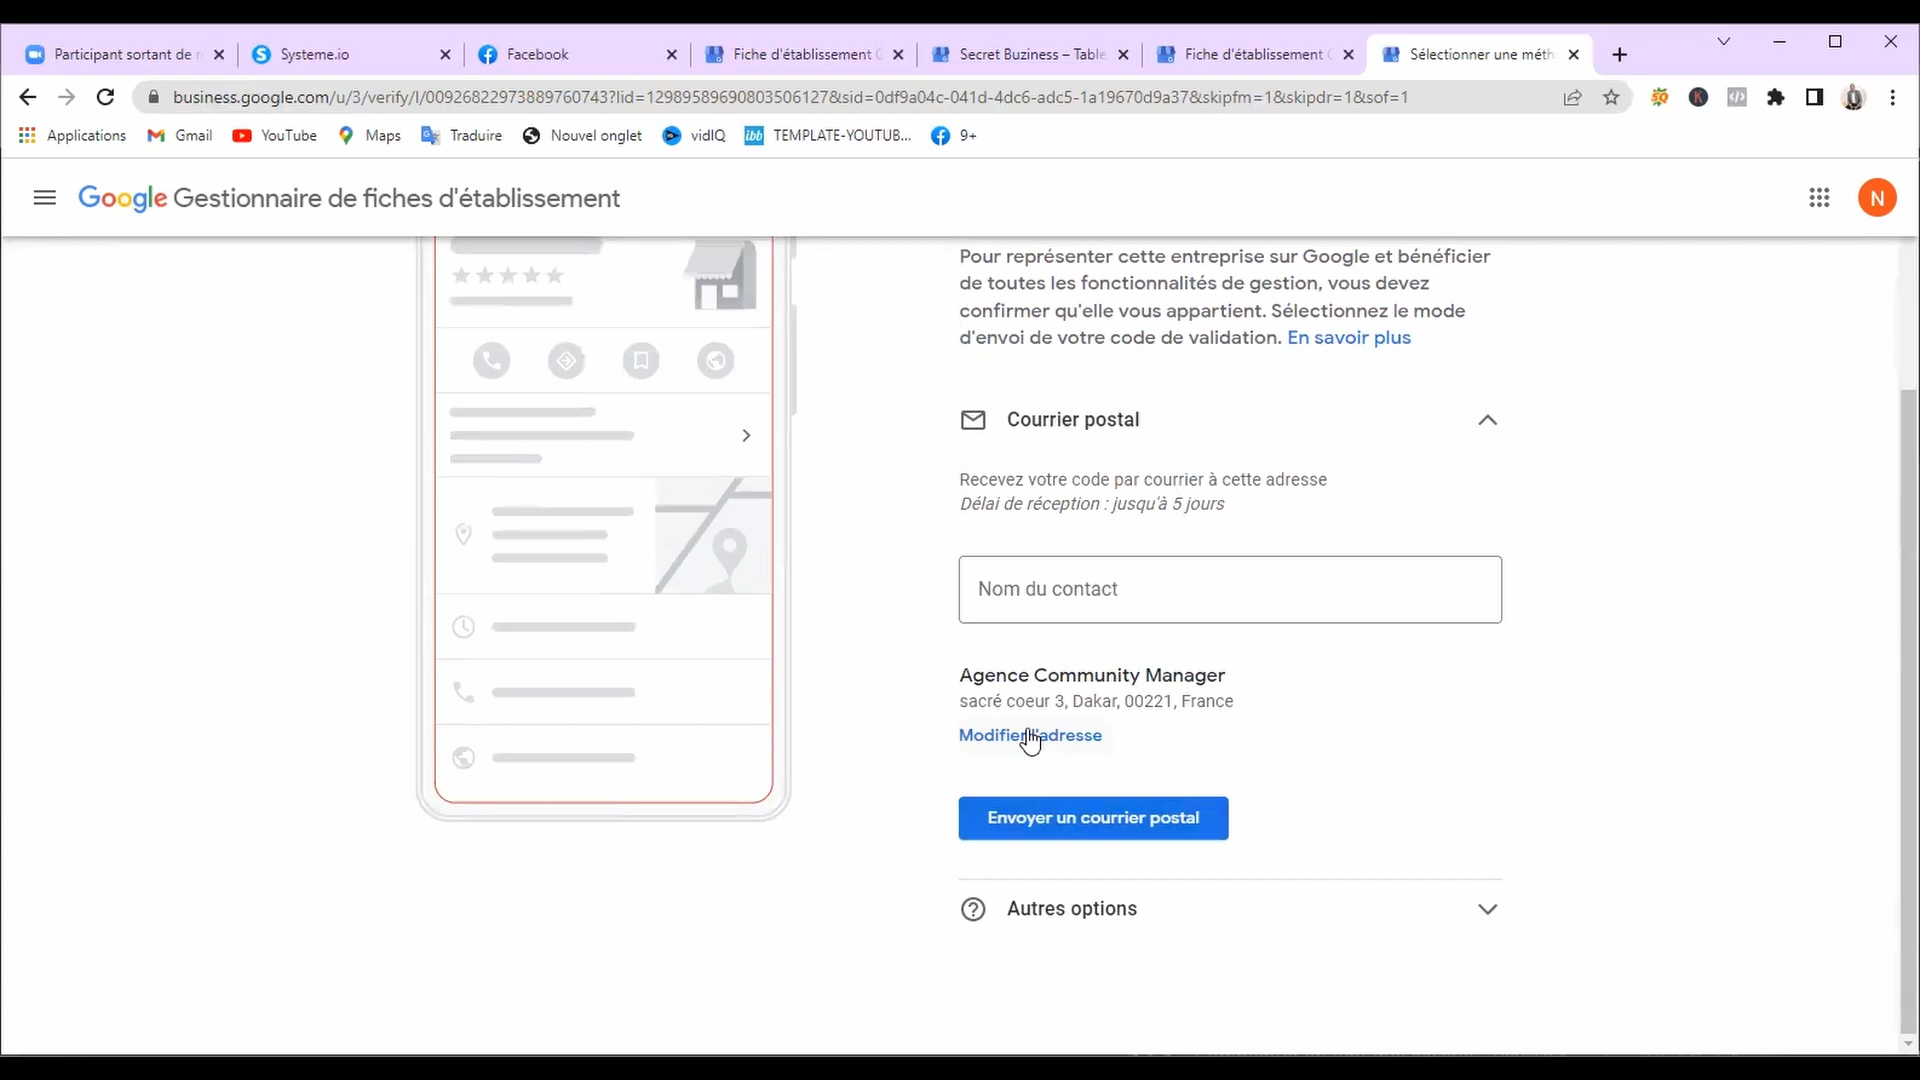 Participant sortant de
Systeme.io
Facebook
Fiche d'établissement
Secret Buziness – Table
Fiche d'établissement
Sélectionner une méth
business.google.com/u/3/verify/l/00926822973889760743?lid=12989589690803506127&sid=0df9a04c-041d-4dc6-adc5-1a19670d9a37&skipfm=1&skipdr=1&sof=1
Applications
Gmail
YouTube
Maps
Traduire
Nouvel onglet
vidIQ
ibb TEMPLATE-YOUTUB...
9+
Google Gestionnaire de fiches d'établissement
N
Pour représenter cette entreprise sur Google et bénéficier
de toutes les fonctionnalités de gestion, vous devez
confirmer qu'elle vous appartient. Sélectionnez le mode
d'envoi de votre code de validation. En savoir plus
Courrier postal
Recevez votre code par courrier à cette adresse
Délai de réception : jusqu'à 5 jours
Nom du contact
Agence Community Manager
sacré coeur 3, Dakar, 00221, France
Modifier l'adresse
Envoyer un courrier postal
Autres options